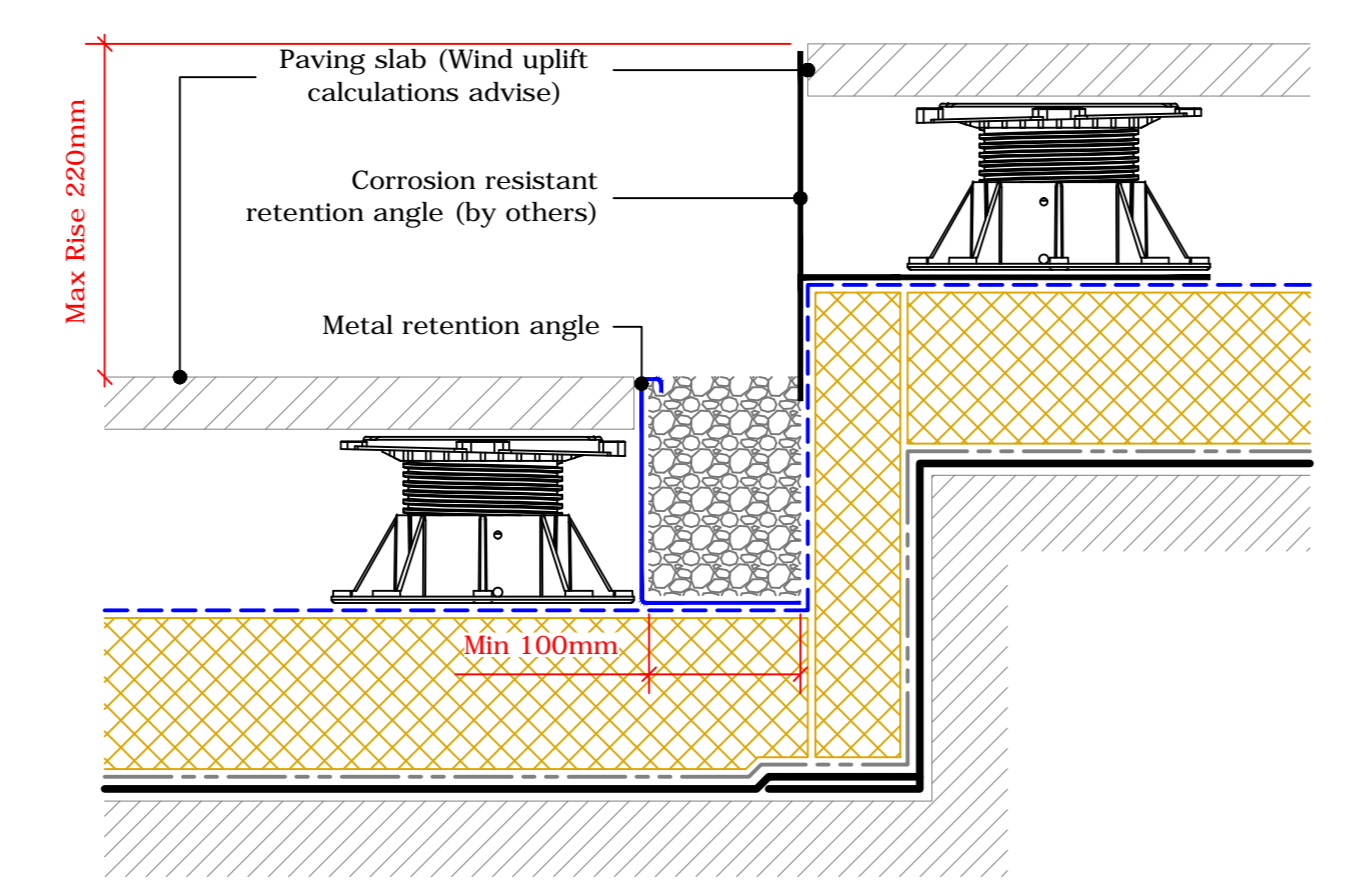 Paving slab (Wind uplift
calculations advise)
Max Rise 220mm
Corrosion resistant
retention angle (by others)
Metal retention angle
Min 100mm